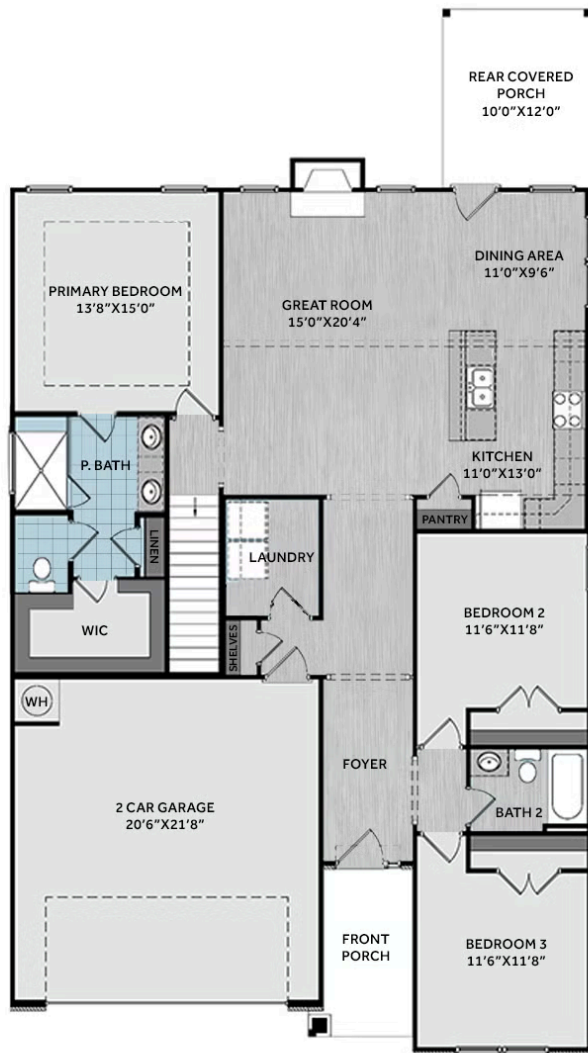 REAR COVERED
PORCH
10'0"X12'0"
DINING AREA
11'0"X9'6"
PRIMARY BEDROOM
13'8"X15'0"
GREAT ROOM
15'0"X20'4"
P. BATH
KITCHEN
11'0"X13'0"
PANTRY
LINEN
LAUNDRY
WIC
SHELVES
BEDROOM 2
11'6"X11'8"
WH
FOYER
2 CAR GARAGE
20'6"X21'8"
BATH 2
FRONT
PORCH
BEDROOM 3
11'6"X11'8"